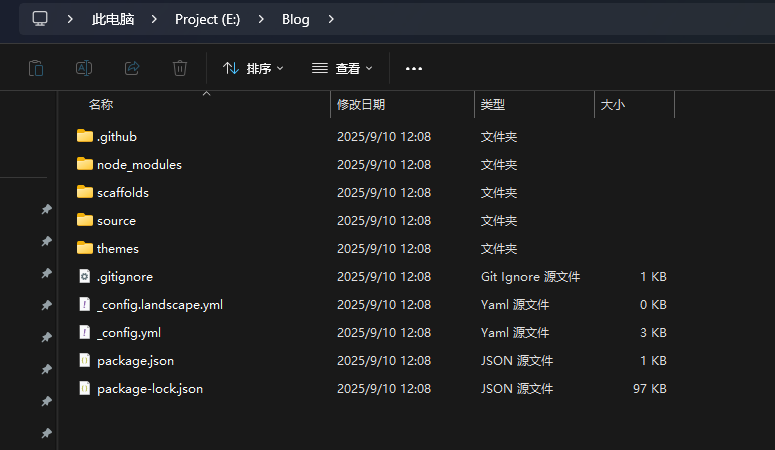 此电脑 Project (E:) Blog
排序 查看
名称 修改日期 类型 大小
.github 2025/9/10 12:08 文件夹
node_modules 2025/9/10 12:08 文件夹
scaffolds 2025/9/10 12:08 文件夹
source 2025/9/10 12:08 文件夹
themes 2025/9/10 12:08 文件夹
.gitignore 2025/9/10 12:08 Git Ignore 源文件 1 KB
_config.landscape.yml 2025/9/10 12:08 Yaml 源文件 0 KB
_config.yml 2025/9/10 12:08 Yaml 源文件 3 KB
package.json 2025/9/10 12:08 JSON 源文件 1 KB
package-lock.json 2025/9/10 12:08 JSON 源文件 97 KB